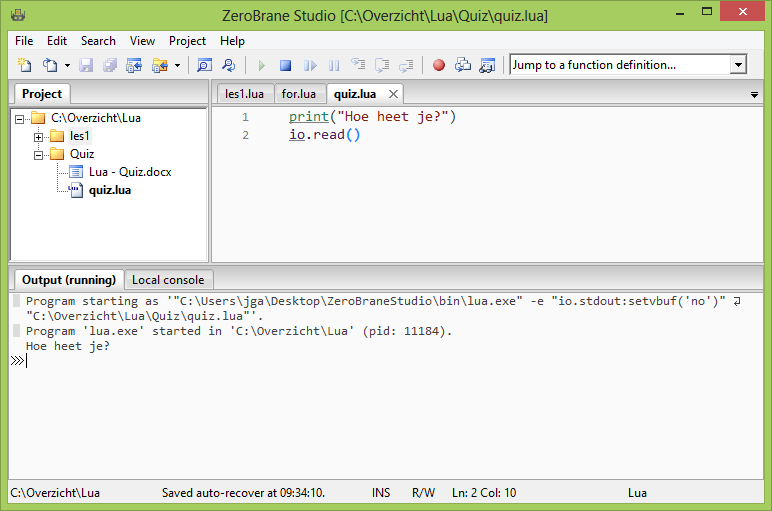 ZeroBrane Studio [C:\Overzicht\Lua\Quiz\quiz.lua]
File Edit Search View Project Help
Jump to a function definition...
Project
les1.lua for.lua quiz.lua
C:\Overzicht\Lua
les1
Quiz
Lua - Quiz.docx
quiz.lua
1 print("Hoe heet je?")
2 io.read()
Output (running) Local console
Program starting as '"C:\Users\jga\Desktop\ZeroBraneStudio\bin\lua.exe" -e "io.stdout:setvbuf('no')"
"C:\Overzicht\Lua\Quiz\quiz.lua"'.
Program 'lua.exe' started in 'C:\Overzicht\Lua' (pid: 11184).
Hoe heet je?
C:\Overzicht\Lua Saved auto-recover at 09:34:10. INS R/W Ln: 2 Col: 10 Lua